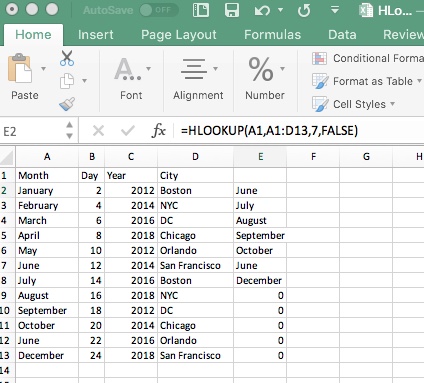 AutoSave OFF HLo...
Home Insert Page Layout Formulas Data Review
Paste Font Alignment Number Conditional Forma
% Format as Table
Cell Styles
E2 fx =HLOOKUP(A1,A1:D13,7,FALSE)
A B C D E F G H
1 Month Day Year City
2 January 2 2012 Boston June
3 February 4 2014 NYC July
4 March 6 2016 DC August
5 April 8 2018 Chicago September
6 May 10 2012 Orlando October
7 June 12 2014 San Francisco June
8 July 14 2016 Boston December
9 August 16 2018 NYC 0
10 September 18 2012 DC 0
11 October 20 2014 Chicago 0
12 June 22 2016 Orlando 0
13 December 24 2018 San Francisco 0
14